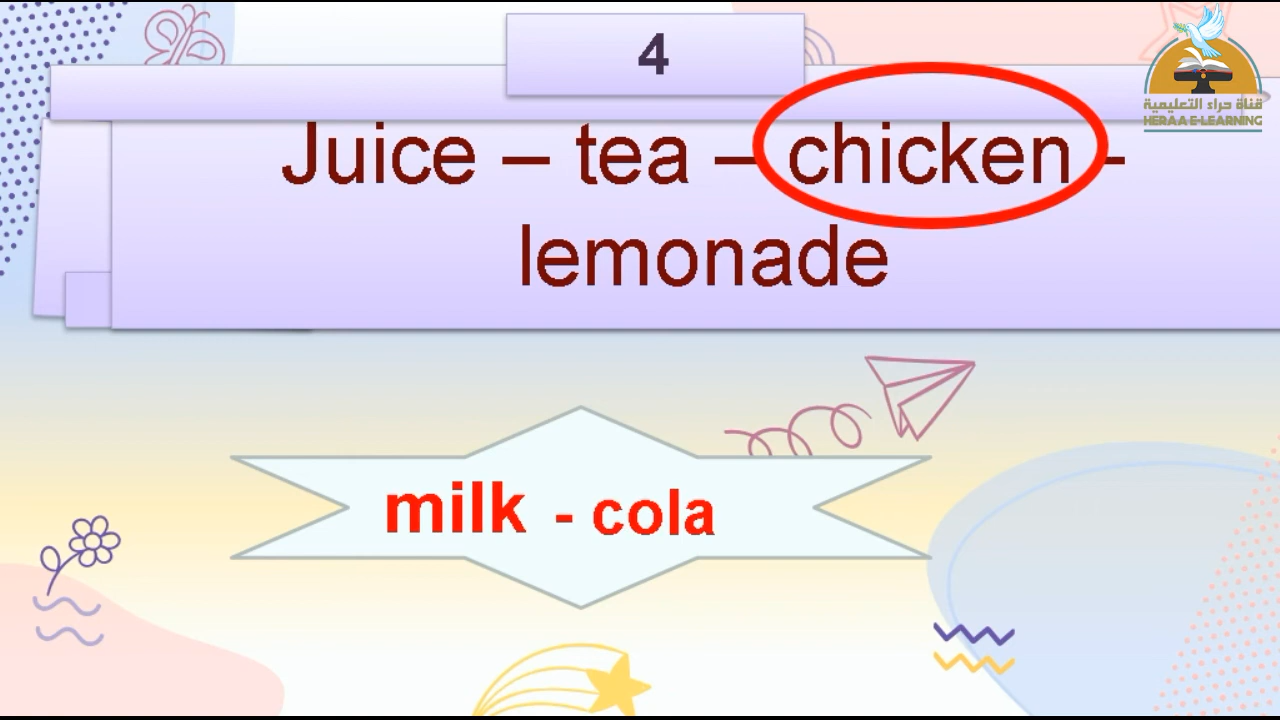 4
قناة حراء التعليمية
HERAA E-LEARNING
Juice – tea – chicken -
lemonade
milk - cola